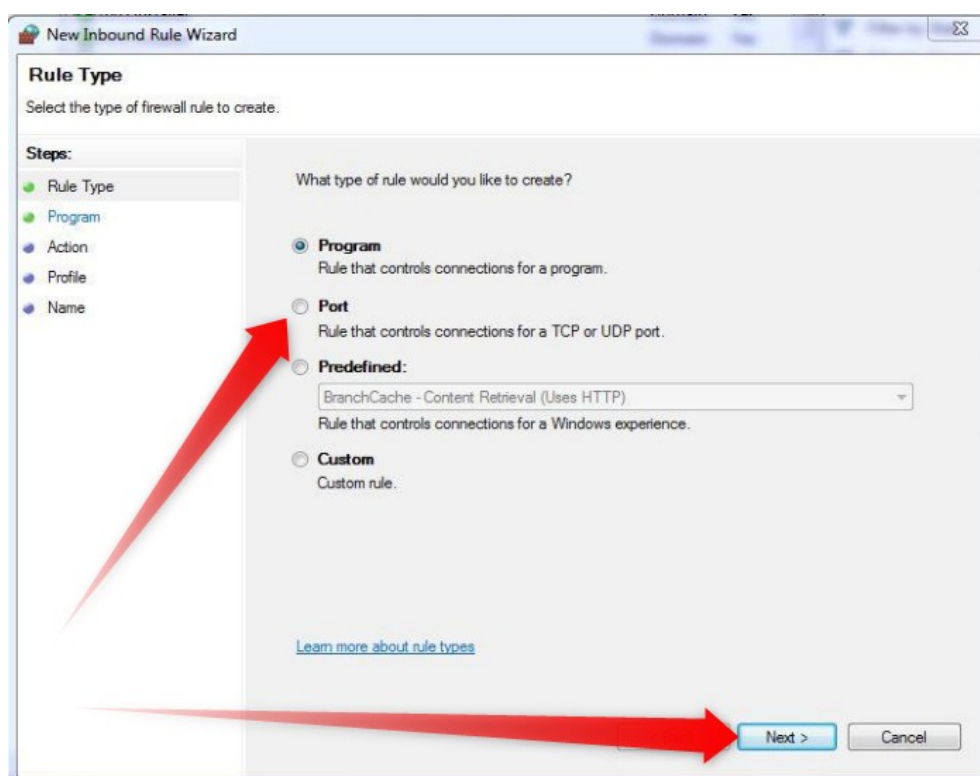 New Inbound Rule Wizard
Rule Type
Select the type of firewall rule to create.
Steps:
Rule Type
Program
Action
Profile
Name
What type of rule would you like to create?
Program
Rule that controls connections for a program.
Port
Rule that controls connections for a TCP or UDP port.
Predefined:
BranchCache - Content Retrieval (Uses HTTP)
Rule that controls connections for a Windows experience.
Custom
Custom rule.
Learn more about rule types
Next >
Cancel